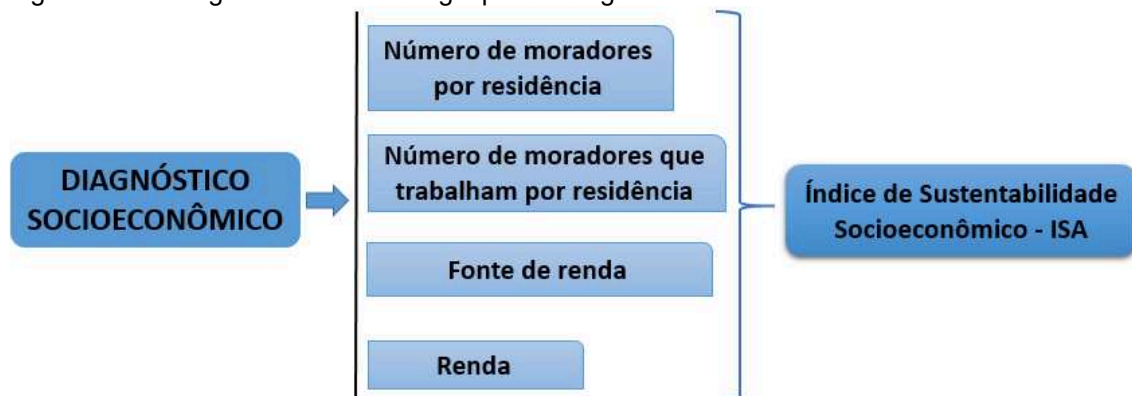 DIAGNÓSTICO
SOCIOECONÔMICO
Número de moradores
por residência
Número de moradores que
trabalham por residência
Fonte de renda
Renda
Índice de Sustentabilidade
Socioeconômico - ISA